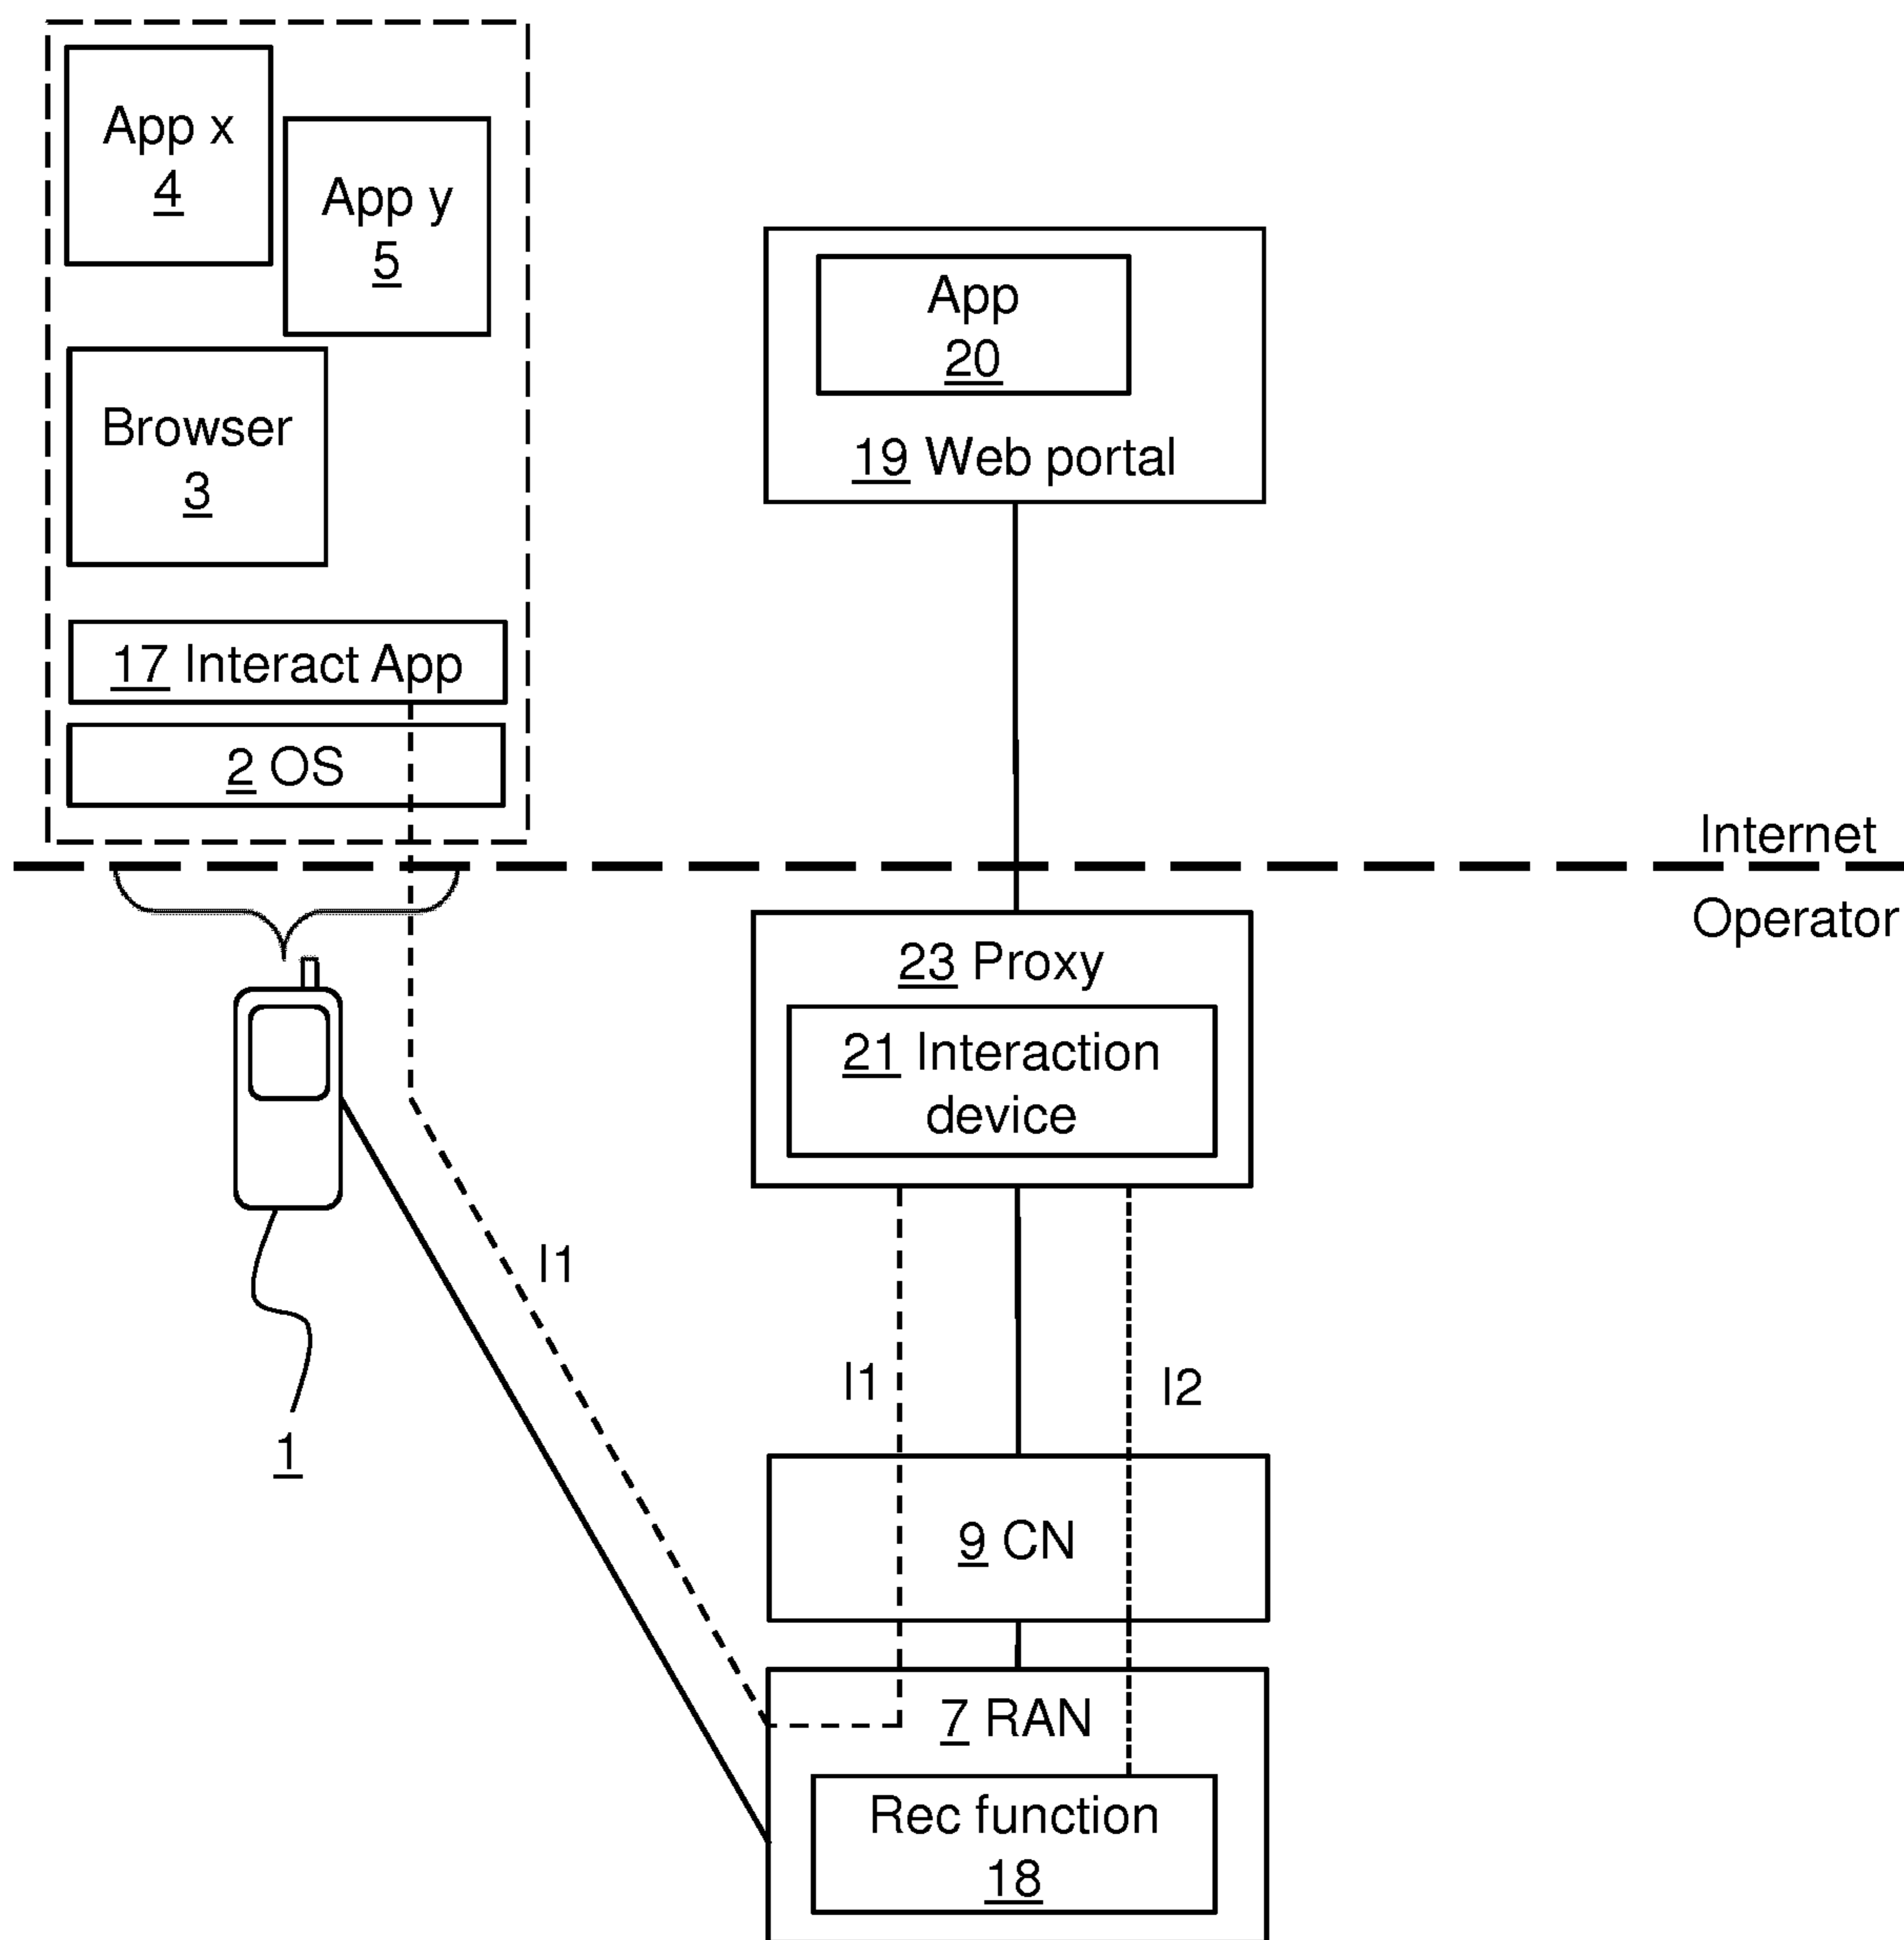 App x
4
App y
5
Browser
3
17 Interact App
2 OS
App
20
19 Web portal
Internet
Operator
23 Proxy
21 Interaction
device
I1
I1
I2
1
9 CN
7 RAN
Rec function
18